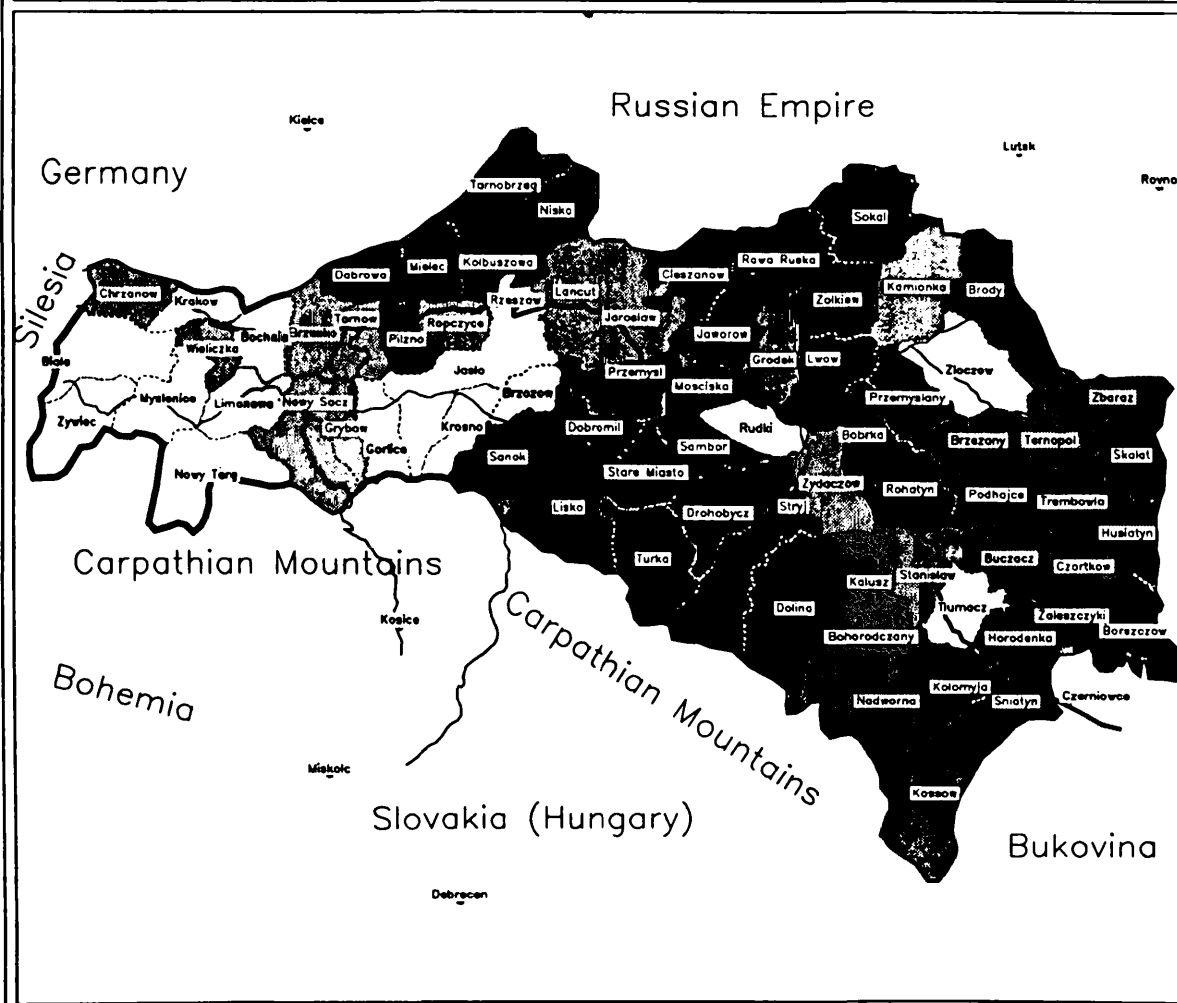 Russian Empire
Kielce
Lutsk
Germany
Rovno
Tarnobrzeg
Nisko
Sokal
Silesia
Dabrowa
Mielec
Kolbuszowa
Cieszanow
Rawa Ruska
Chrzanow
Krakow
Rzeszow
Lancut
Zolkiew
Kamionka
Brody
Bochnia
Brzesko
Tarnow
Pilzno
Ropczyce
Jaroslaw
Jaworow
Wieliczka
Biala
Jaslo
Przemysl
Grodek
Lwow
Zloczow
Zywiec
Myslenice
Limanowa
Nowy Sacz
Brzozow
Mosciska
Przemyslany
Zbaraz
Grybow
Gorlice
Krosno
Dobromil
Rudki
Sambor
Bobrka
Brzezany
Ternopol
Skalat
Nowy Targ
Sanok
Stare Miasto
Zydaczow
Rohatyn
Podhajce
Trembowla
Lisko
Drohobycz
Stryj
Husiatyn
Carpathian Mountains
Turka
Kalusz
Stanislaw
Buczacz
Czortkow
Kosice
Carpathian Mountains
Dolina
Tlumacz
Zaleszczyki
Bohorodczany
Horodenka
Borszczow
Bohemia
Nadworna
Kolomyja
Sniatyn
Czerniowce
Miskolc
Kossow
Slovakia (Hungary)
Bukovina
Debrecen